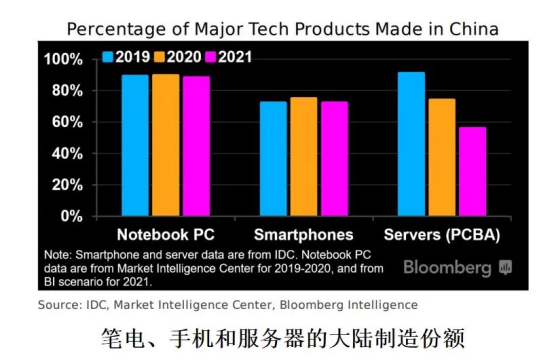 Percentage of Major Tech Products Made in China
2019 2020 2021
100%
80%
60%
40%
20%
0%
Notebook PC Smartphones Servers (PCBA)
Note: Smartphone and server data are from IDC. Notebook PC
data are from Market Intelligence Center for 2019-2020, and from
BI scenario for 2021.
Bloomberg
Source: IDC, Market Intelligence Center, Bloomberg Intelligence
笔电、手机和服务器的大陆制造份额